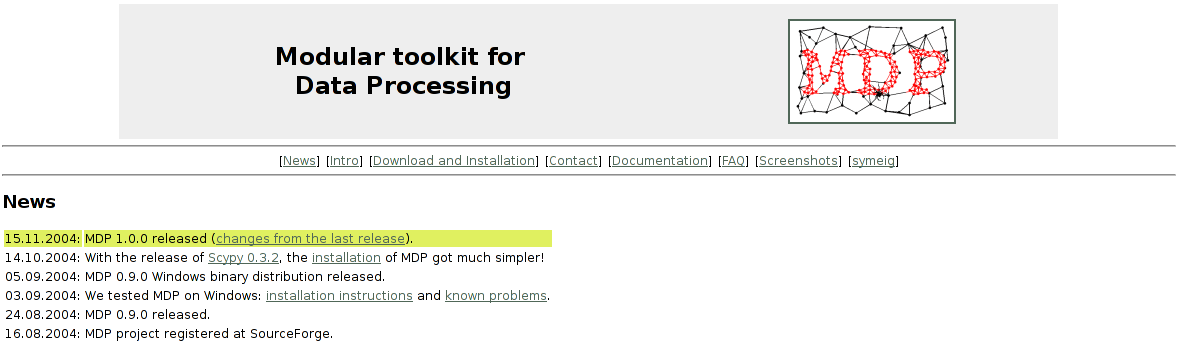 Modular toolkit for
Data Processing
MDP
[News] [Intro] [Download and Installation] [Contact] [Documentation] [FAQ] [Screenshots] [symeig]
News
15.11.2004: MDP 1.0.0 released (changes from the last release).
14.10.2004: With the release of Scypy 0.3.2, the installation of MDP got much simpler!
05.09.2004: MDP 0.9.0 Windows binary distribution released.
03.09.2004: We tested MDP on Windows: installation instructions and known problems.
24.08.2004: MDP 0.9.0 released.
16.08.2004: MDP project registered at SourceForge.